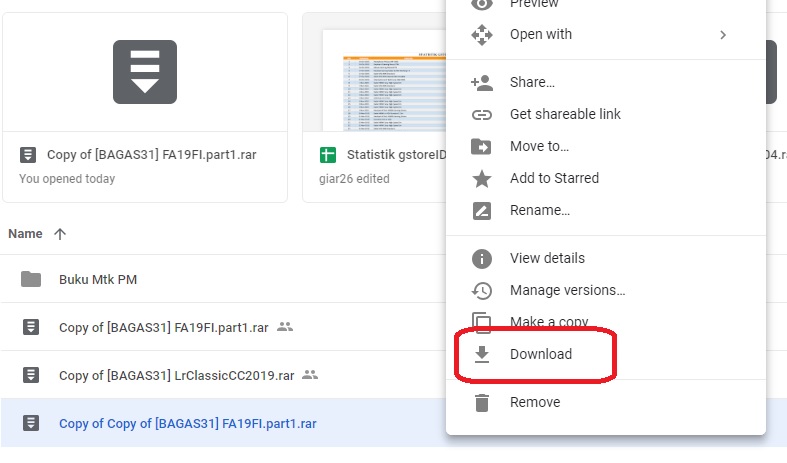 Preview
Open with
Copy of [BAGAS31] FA19FI.part1.rar
You opened today
Statistik gstoreID
giar26 edited
Share...
Get shareable link
Move to...
Add to Starred
Rename...
View details
Manage versions...
Make a copy
Download
Remove
Name
Buku Mtk PM
Copy of [BAGAS31] FA19FI.part1.rar
Copy of [BAGAS31] LrClassicCC2019.rar
Copy of Copy of [BAGAS31] FA19FI.part1.rar